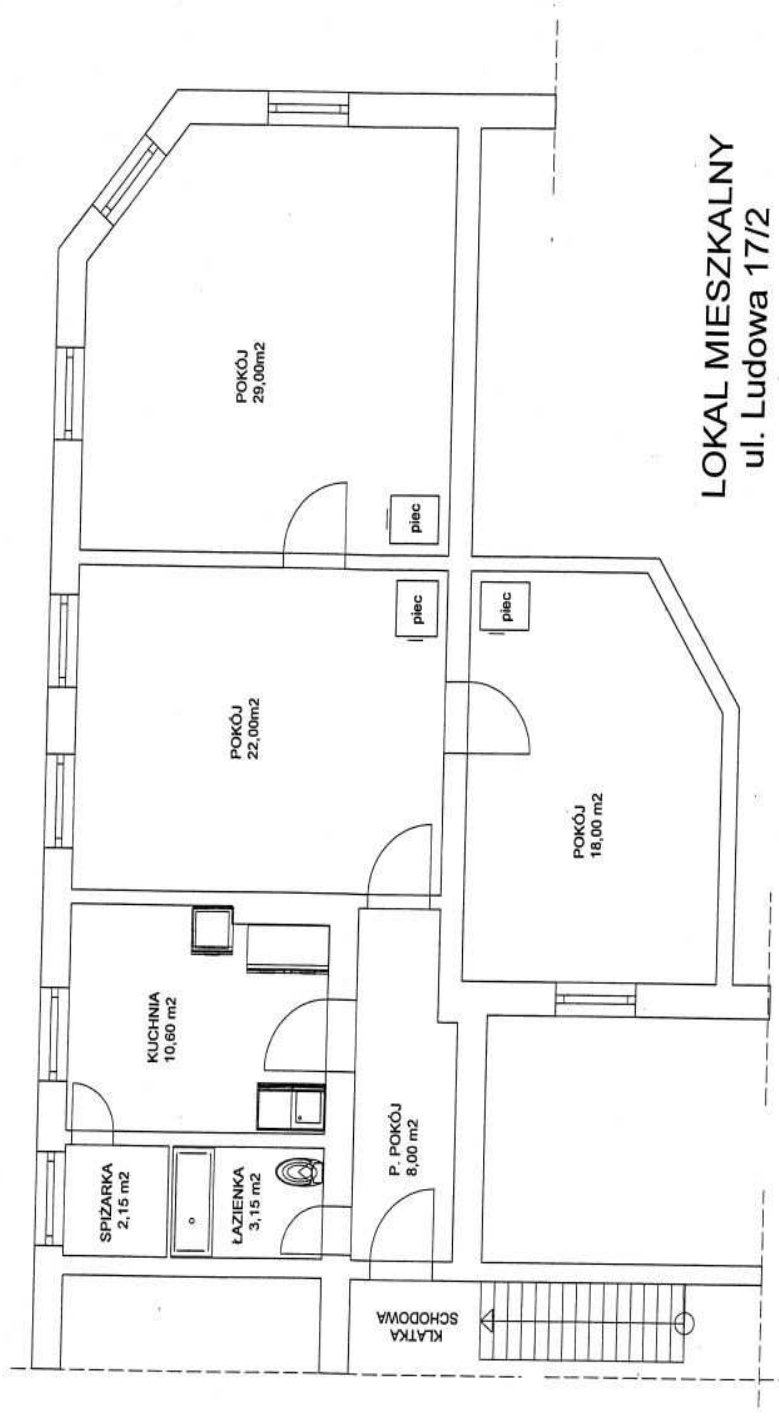 SPIŻARKA
2,15 m2
ŁAZIENKA
3,15 m2
KUCHNIA
10,60 m2
POKÓJ
22,00m2
POKÓJ
29,00m2
KLATKA
SCHODOWA
P. POKÓJ
8,00 m2
piec
piec
piec
POKÓJ
18,00 m2
LOKAL MIESZKALNY
ul. Ludowa 17/2